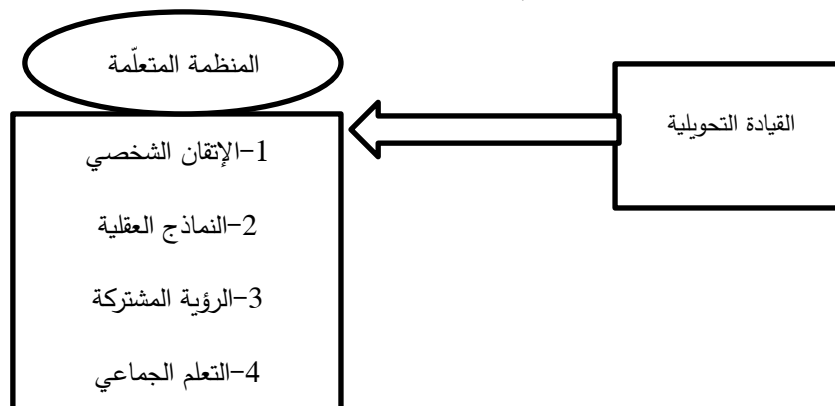 المنظمة المتعلّمة
القيادة التحويلية
1-الإتقان الشخصي
2-النماذج العقلية
3-الرؤية المشتركة
4-التعلم الجماعي